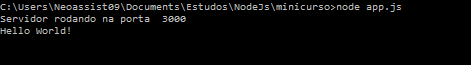 C:\Users\Neoassist09\Documents\Estudos\NodeJs\minicurso>node app.js
Servidor rodando na porta  3000
Hello World!